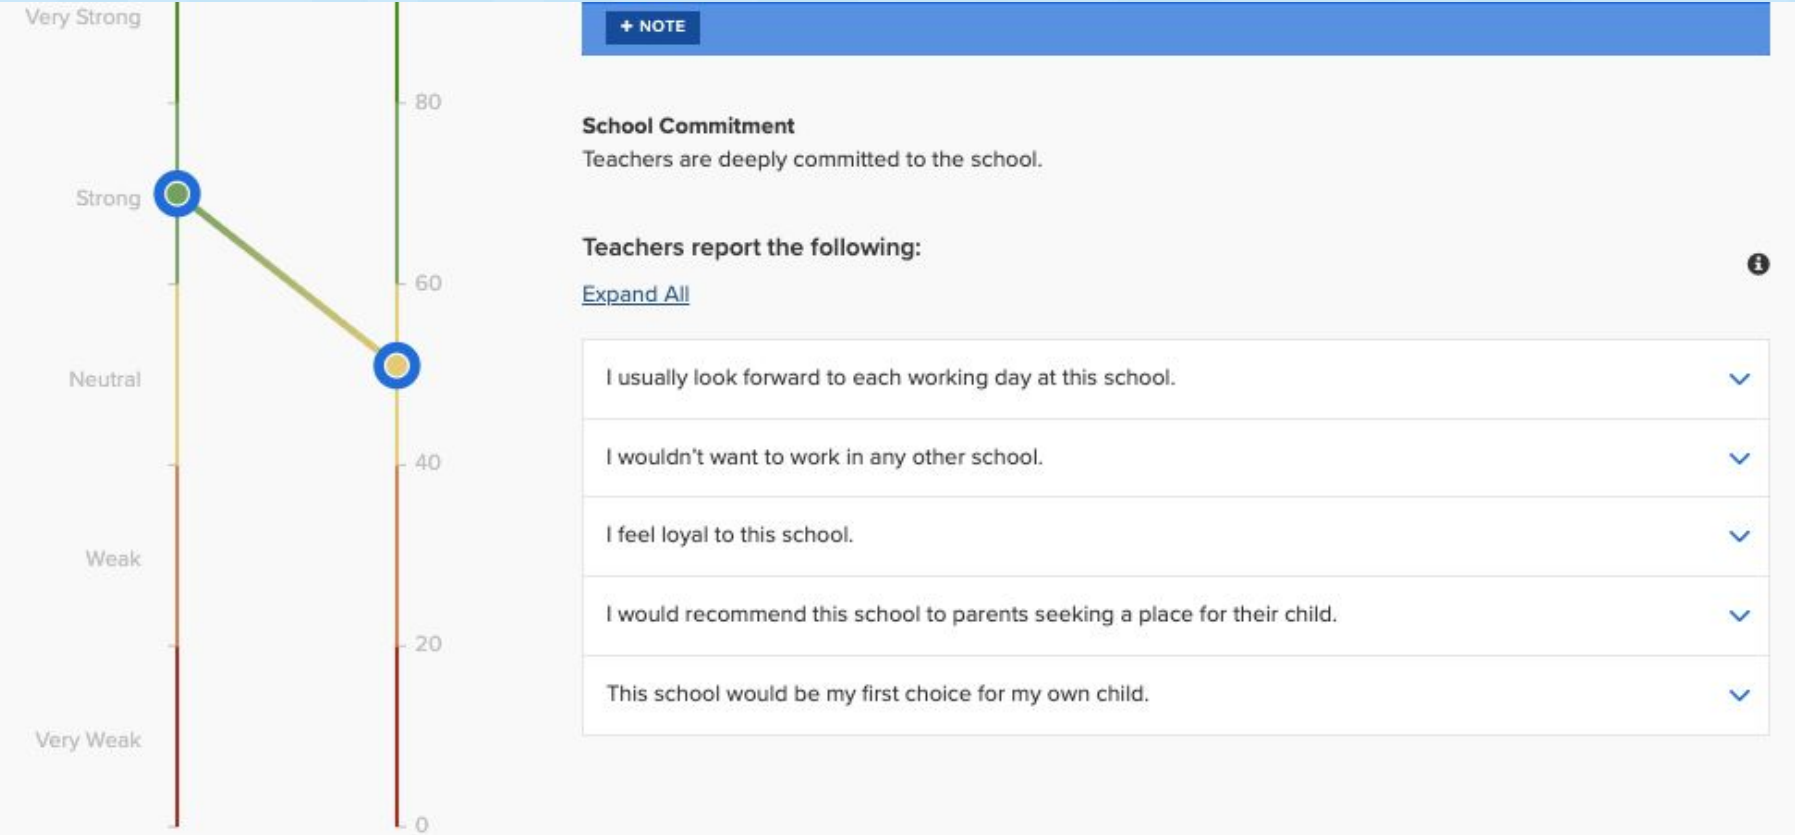 Very Strong
80
Strong
60
Neutral
40
Weak
20
Very Weak
0
+ NOTE
School Commitment
Teachers are deeply committed to the school.
Teachers report the following:
Expand All
I usually look forward to each working day at this school.
I wouldn't want to work in any other school.
I feel loyal to this school.
I would recommend this school to parents seeking a place for their child.
This school would be my first choice for my own child.